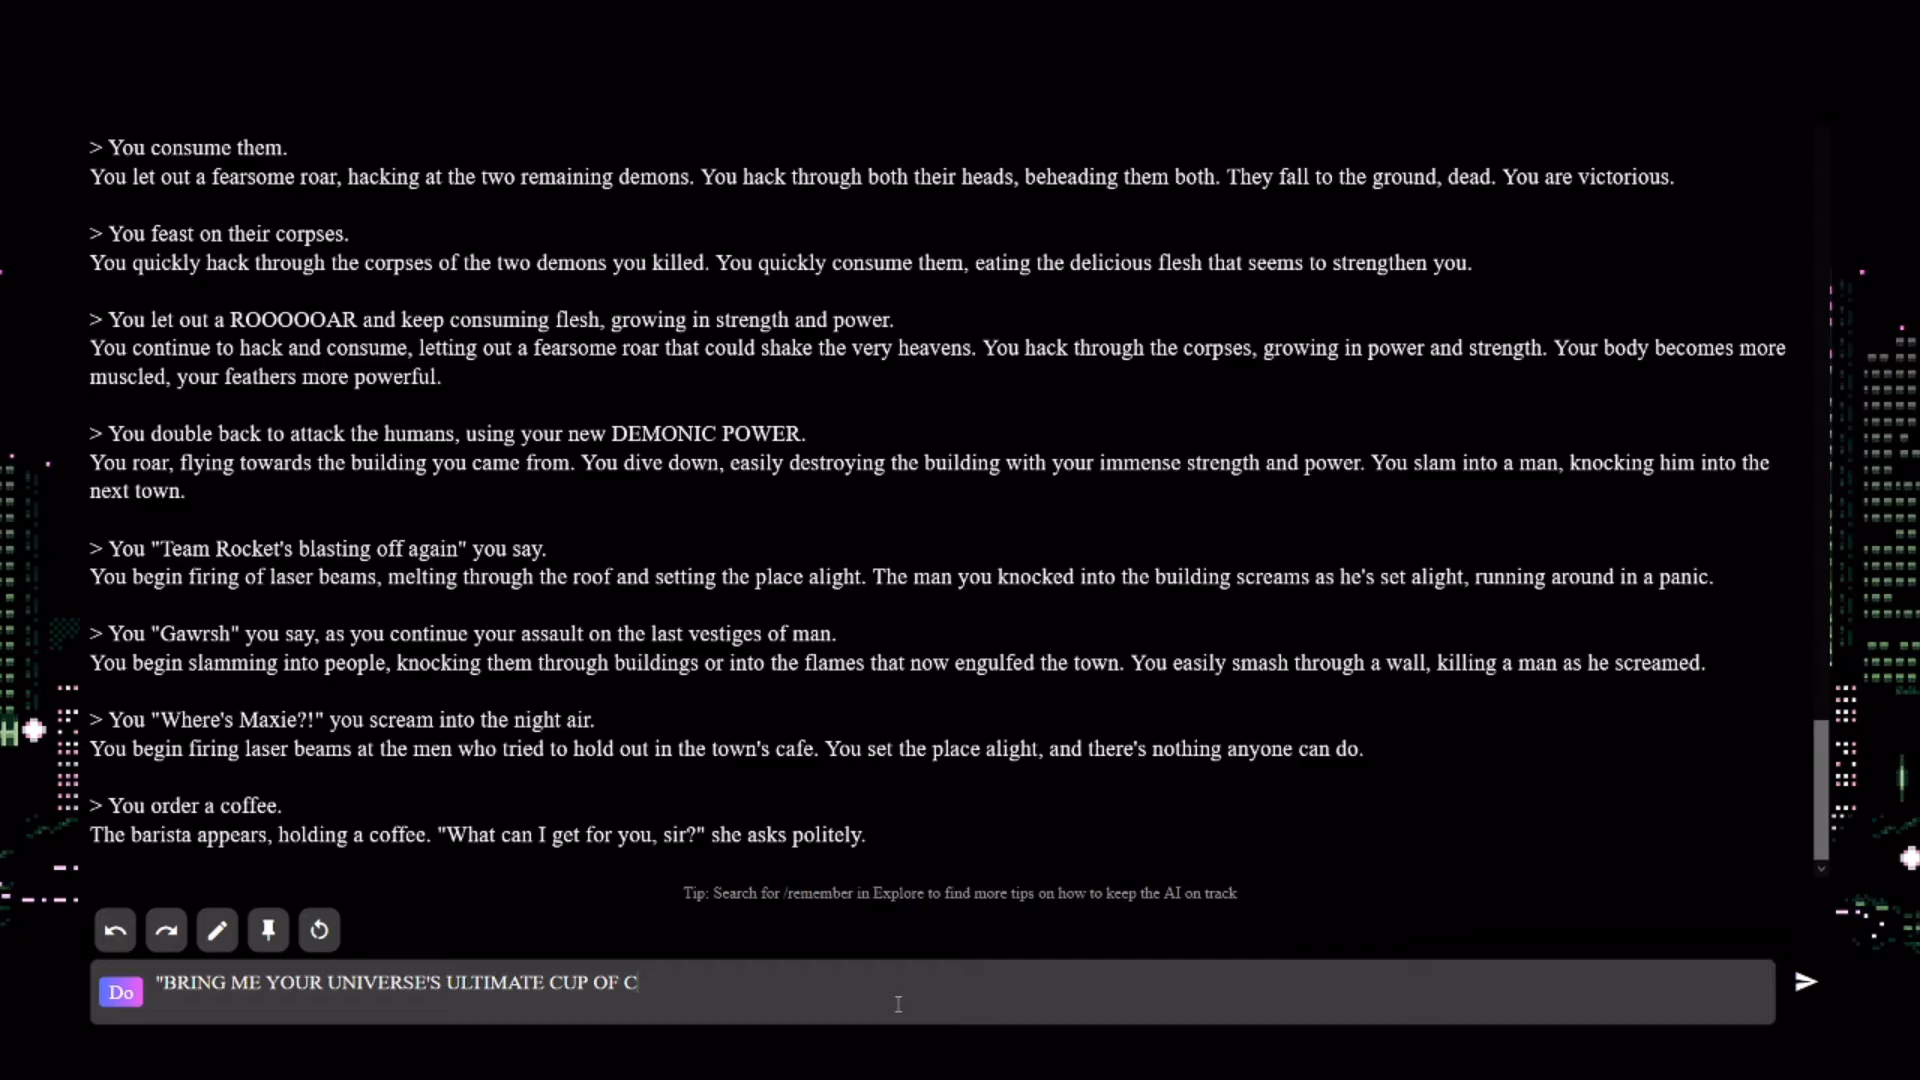 > You consume them.
You let out a fearsome roar, hacking at the two remaining demons. You hack through both their heads, beheading them both. They fall to the ground, dead. You are victorious.
> You feast on their corpses.
You quickly hack through the corpses of the two demons you killed. You quickly consume them, eating the delicious flesh that seems to strengthen you.
> You let out a ROOOOOAR and keep consuming flesh, growing in strength and power.
You continue to hack and consume, letting out a fearsome roar that could shake the very heavens. You hack through the corpses, growing in power and strength. Your body becomes more
muscled, your feathers more powerful.
> You double back to attack the humans, using your new DEMONIC POWER.
You roar, flying towards the building you came from. You dive down, easily destroying the building with your immense strength and power. You slam into a man, knocking him into the
next town.
> You "Team Rocket's blasting off again" you say.
You begin firing of laser beams, melting through the roof and setting the place alight. The man you knocked into the building screams as he's set alight, running around in a panic.
> You "Gawrsh" you say, as you continue your assault on the last vestiges of man.
You begin slamming into people, knocking them through buildings or into the flames that now engulfed the town. You easily smash through a wall, killing a man as he screamed.
> You "Where's Maxie?!" you scream into the night air.
You begin firing laser beams at the men who tried to hold out in the town's cafe. You set the place alight, and there's nothing anyone can do.
> You order a coffee.
The barista appears, holding a coffee. "What can I get for you, sir?" she asks politely.
Tip: Search for /remember in Explore to find more tips on how to keep the AI on track
Do "BRING ME YOUR UNIVERSE'S ULTIMATE CUP OF C